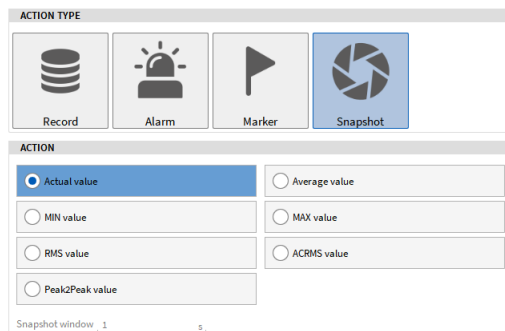 ACTION TYPE
Record Alarm Marker Snapshot
ACTION
Actual value Average value
MIN value MAX value
RMS value ACRMS value
Peak2Peak value
Snapshot window 1 s